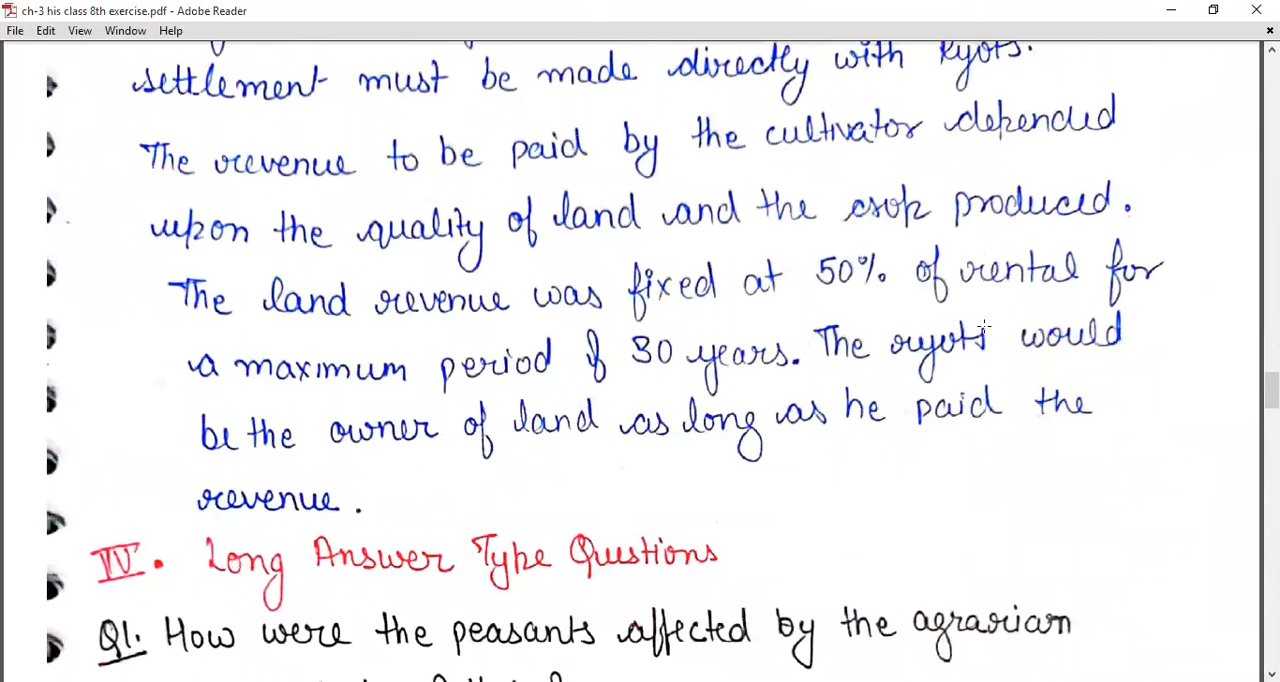 ch-3 his class 8th exercise.pdf - Adobe Reader
File Edit View Window Help
settlement must be made directly with Ryots.
The revenue to be paid by the cultivator depended
upon the quality of land and the crop produced.
The land revenue was fixed at 50% of rental for
a maximum period of 30 years. The ryots would
be the owner of land as long as he paid the
revenue.
IV. Long Answer Type Questions
Q1. How were the peasants affected by the agrarian